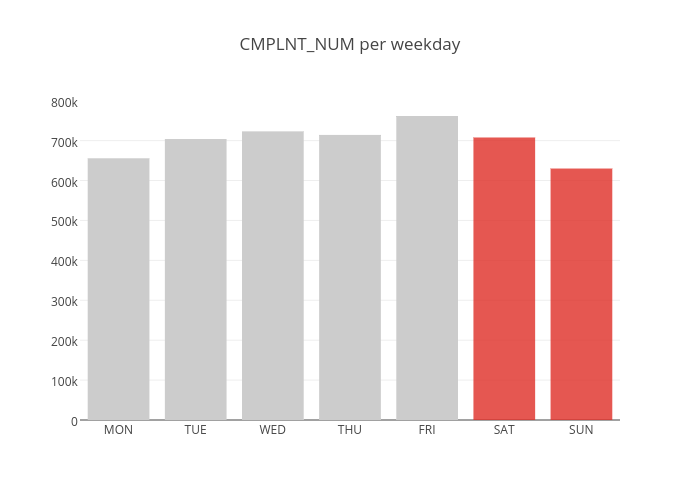 CMPLNT_NUM per weekday
800k
700k
600k
500k
400k
300k
200k
100k
0
MON TUE WED THU FRI SAT SUN